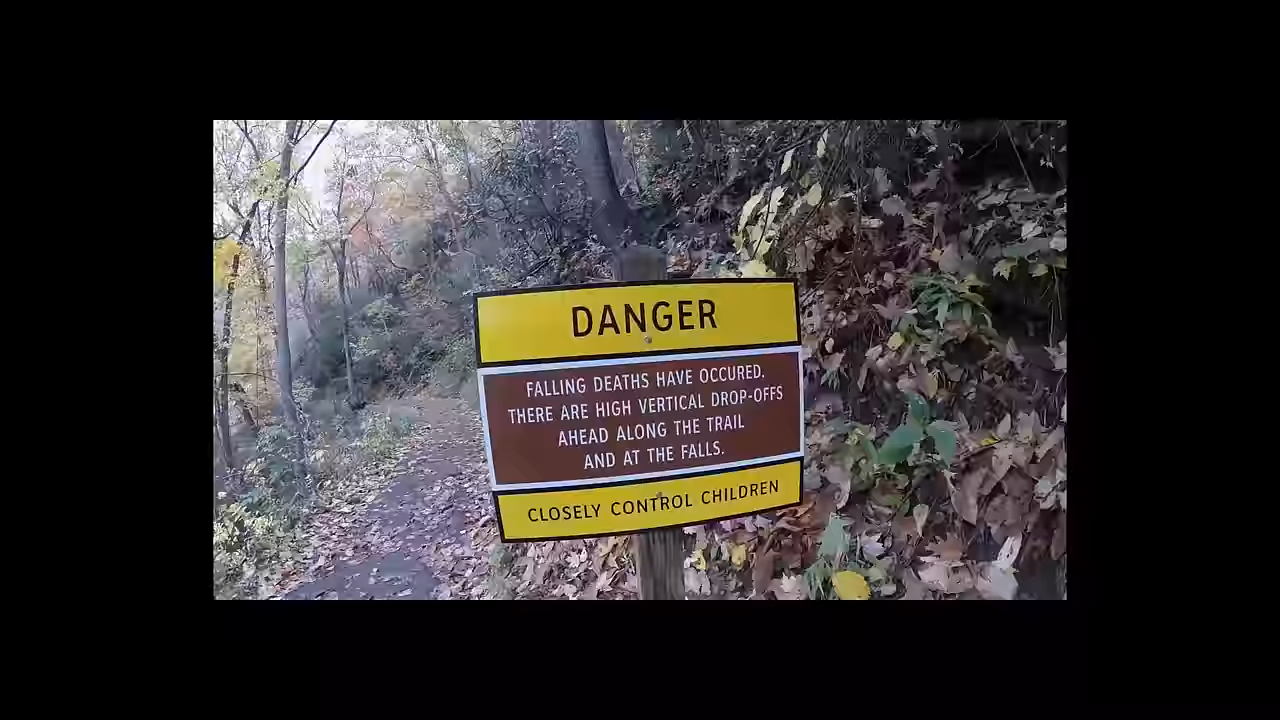 DANGER
FALLING DEATHS HAVE OCCURED.
THERE ARE HIGH VERTICAL DROP-OFFS
AHEAD ALONG THE TRAIL
AND AT THE FALLS.
CLOSELY CONTROL CHILDREN